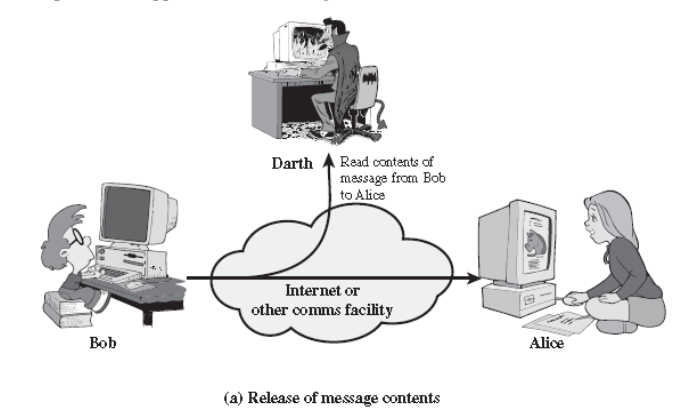 Darth
Read contents of
message from Bob
to Alice
Internet or
other comms facility
Bob
Alice
(a) Release of message contents